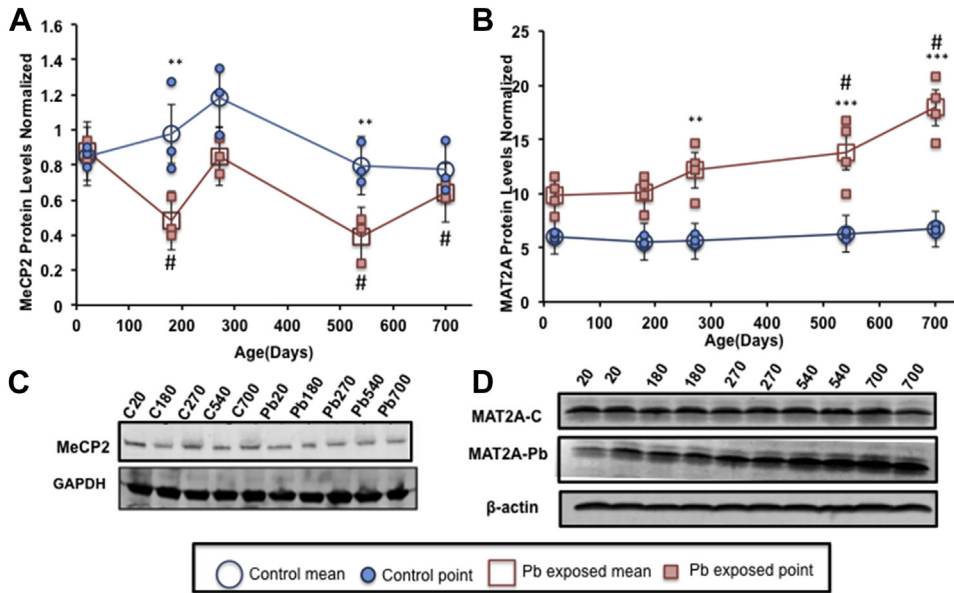 A
MeCP2 Protein Levels Normalized
1.6
1.4
1.2
1
0.8
0.6
0.4
0.2
0
**
**
#
#
#
0 100 200 300 400 500 600 700
Age(Days)
B
MAT2A Protein Levels Normalized
25
20
15
10
5
0
**
#
***
#
***
0 100 200 300 400 500 600 700
Age(Days)
C
C20 C180 C270 C540 C700 Pb20 Pb180 Pb270 Pb540 Pb700
MeCP2
GAPDH
D
20 20 180 180 270 270 540 540 700 700
MAT2A-C
MAT2A-Pb
β-actin
Control mean Control point Pb exposed mean Pb exposed point